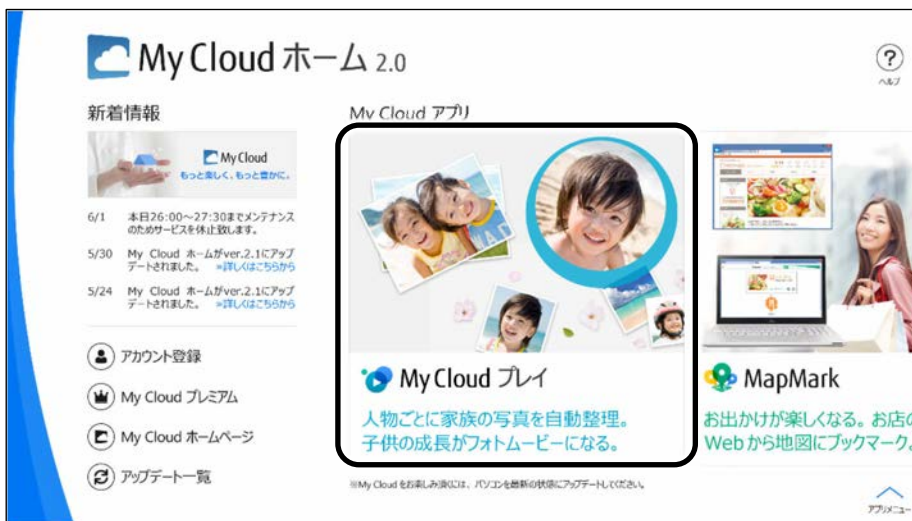 My Cloud ホーム 2.0
?
ヘルプ
新着情報
My Cloud
もっと楽しく、もっと豊かに。
6/1 本日26:00～27:30までメンテナンス
のためサービスを休止致します。
5/30 My Cloud ホームがver.2.1にアップ
デートされました。 »詳しくはこちらから
5/24 My Cloud ホームがver.2.1にアップ
デートされました。 »詳しくはこちらから
アカウント登録
My Cloud プレミアム
My Cloud ホームページ
アップデート一覧
My Cloud アプリ
My Cloud プレイ
人物ごとに家族の写真を自動整理。
子供の成長がフォトムービーになる。
MapMark
お出かけが楽しくなる。お店の
Webから地図にブックマーク。
※My Cloudをお楽しみ頂くには、パソコンを最新の状態にアップデートしてください。
アプリメニュー